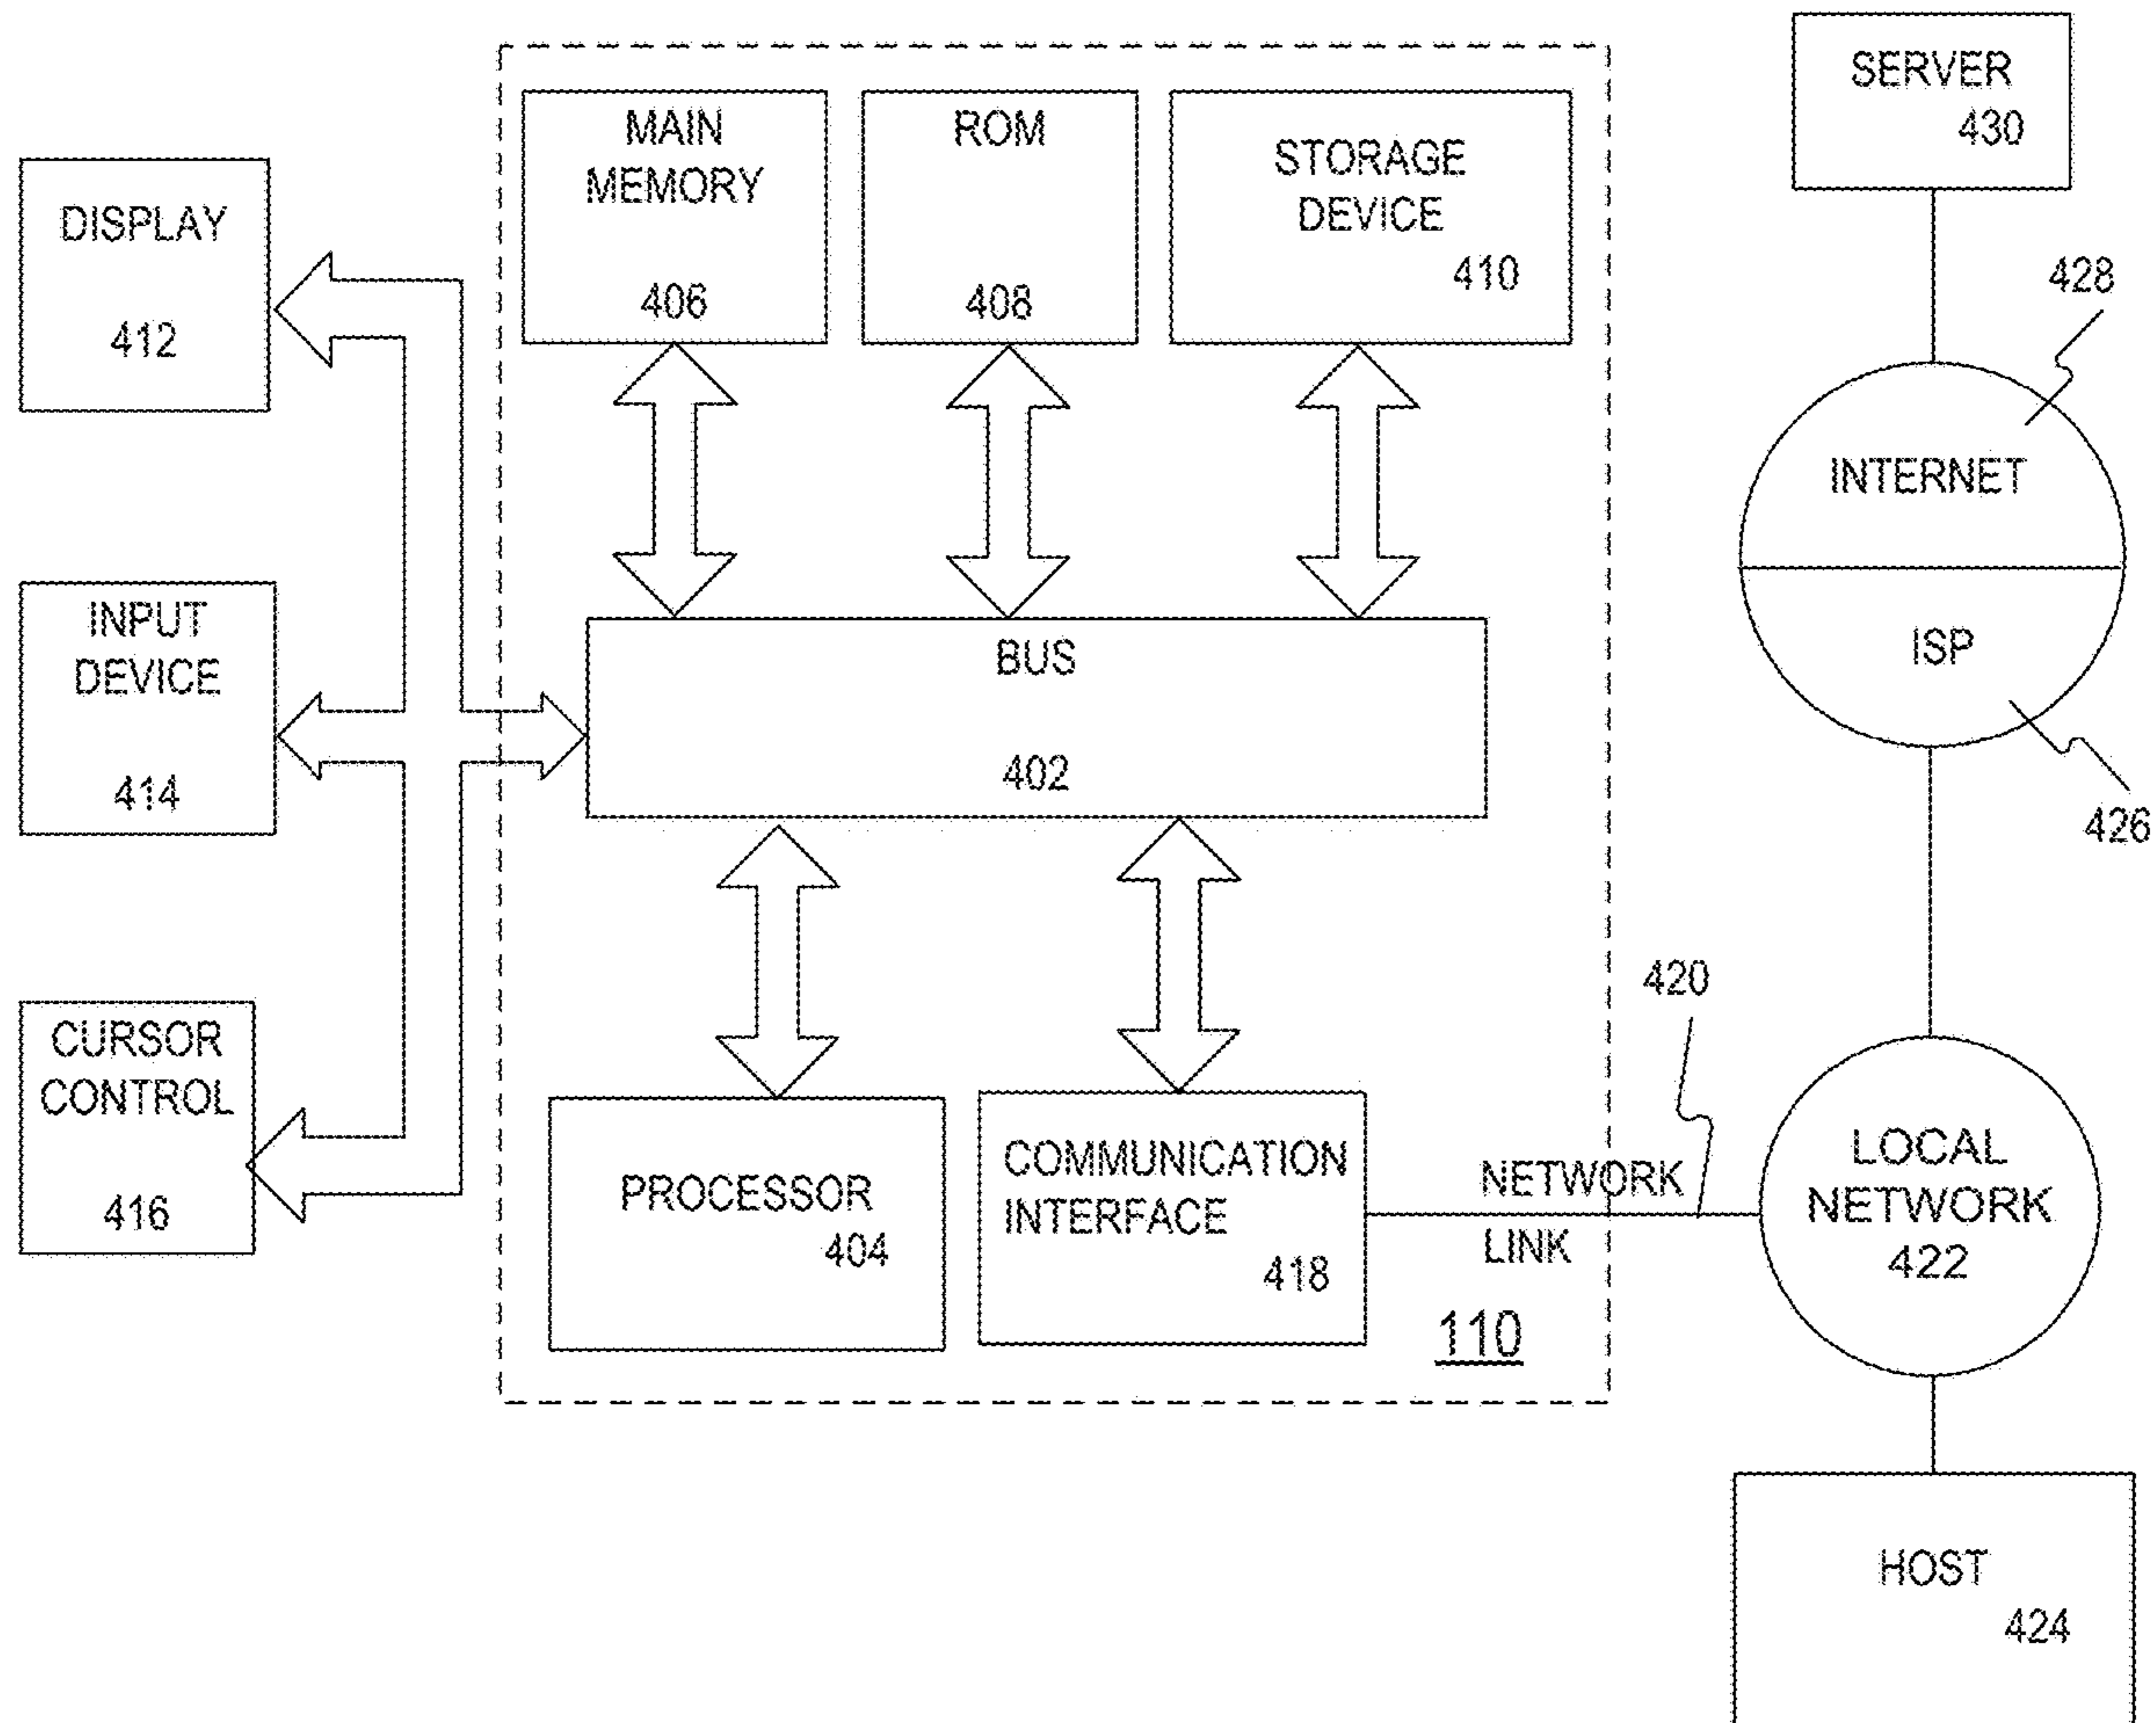 SERVER
430
MAIN
MEMORY
406
ROM
408
STORAGE
DEVICE
410
DISPLAY
412
428
INTERNET
ISP
426
INPUT
DEVICE
414
BUS
402
420
CURSOR
CONTROL
416
PROCESSOR
404
COMMUNICATION
INTERFACE
418
NETWORK
LINK
110
LOCAL
NETWORK
422
HOST
424